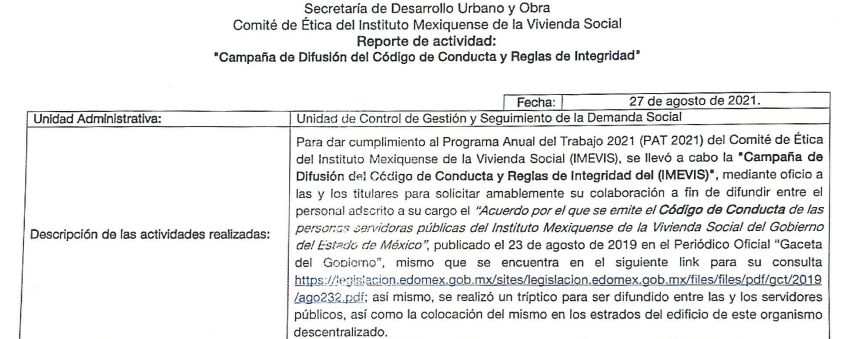 Secretaría de Desarrollo Urbano y Obra
Comité de Ética del Instituto Mexiquense de la Vivienda Social
Reporte de actividad:
"Campaña de Difusión del Código de Conducta y Reglas de Integridad"
Fecha: 27 de agosto de 2021.
Unidad Administrativa: Unidad de Control de Gestión y Seguimiento de la Demanda Social
Descripción de las actividades realizadas:
Para dar cumplimiento al Programa Anual del Trabajo 2021 (PAT 2021) del Comité de Ética
del Instituto Mexiquense de la Vivienda Social (IMEVIS), se llevó a cabo la "Campaña de
Difusión del Código de Conducta y Reglas de Integridad del (IMEVIS)", mediante oficio a
las y los titulares para solicitar amablemente su colaboración a fin de difundir entre el
personal adscrito a su cargo el "Acuerdo por el que se emite el Código de Conducta de las
personas servidoras públicas del Instituto Mexiquense de la Vivienda Social del Gobierno
del Estado de México", publicado el 23 de agosto de 2019 en el Periódico Oficial "Gaceta
del Gobierno", mismo que se encuentra en el siguiente link para su consulta
https://legislacion.edomex.gob.mx/sites/legislacion.edomex.gob.mx/files/files/pdf/gct/2019
/ago232.pdf; así mismo, se realizó un tríptico para ser difundido entre las y los servidores
públicos, así como la colocación del mismo en los estrados del edificio de este organismo
descentralizado.